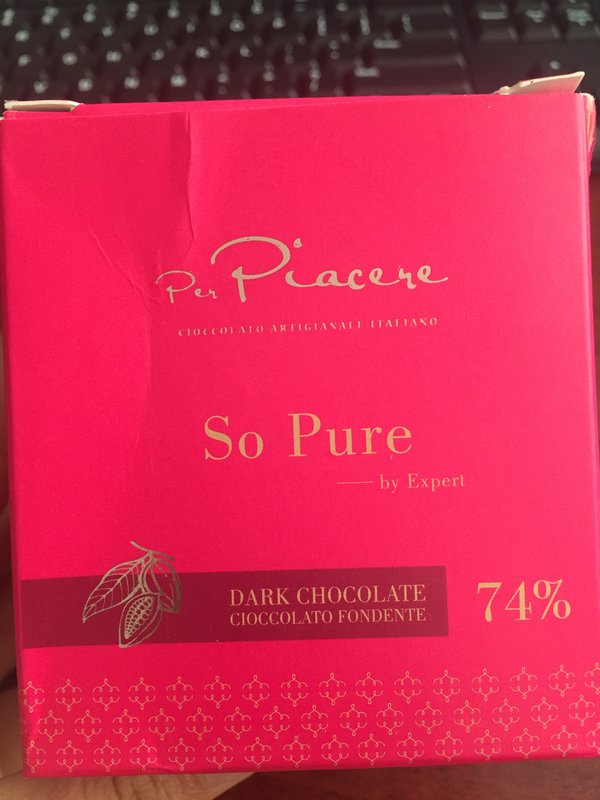 Per Piacere
CIOCCOLATO ARTIGIANALE ITALIANO
So Pure
by Expert
DARK CHOCOLATE
CIOCCOLATO FONDENTE
74%